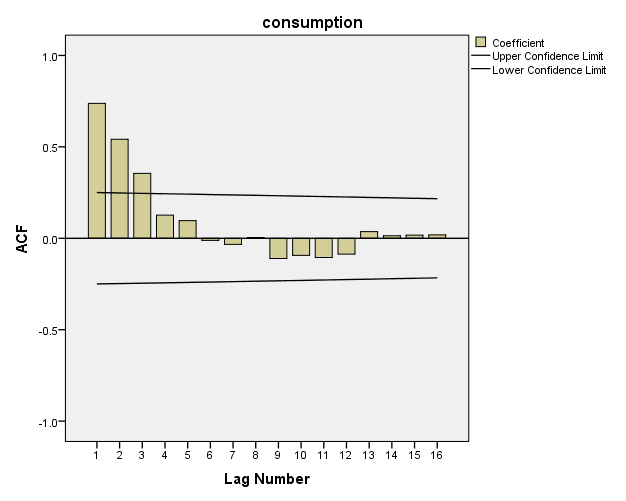 consumption
Coefficient
Upper Confidence Limit
Lower Confidence Limit
1.0
0.5
0.0
-0.5
-1.0
ACF
1 2 3 4 5 6 7 8 9 10 11 12 13 14 15 16
Lag Number